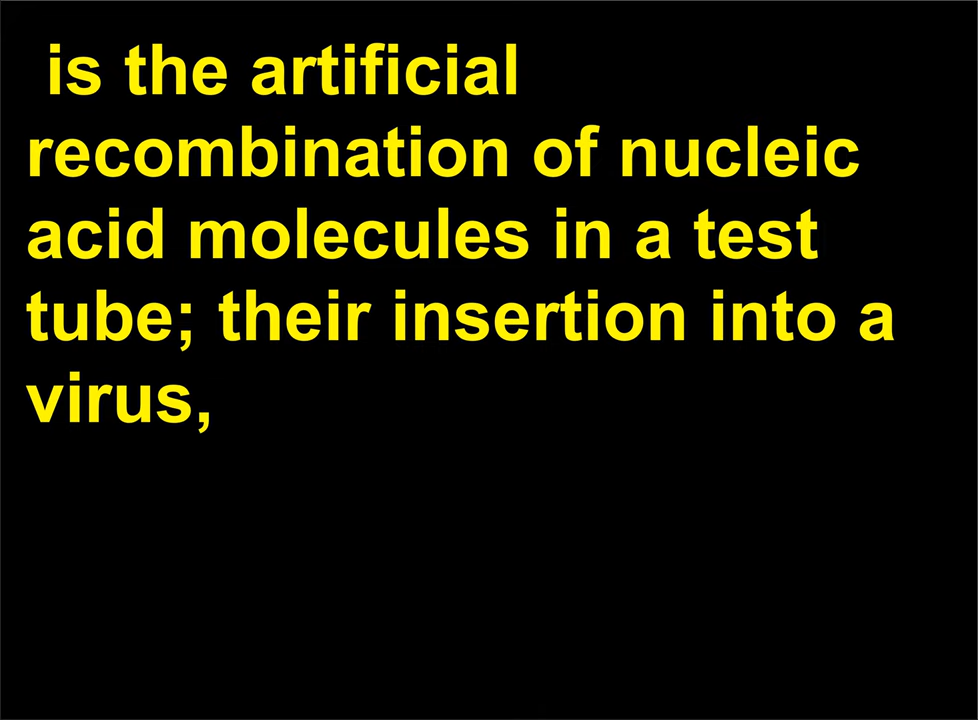 is the artificial
recombination of nucleic
acid molecules in a test
tube; their insertion into a
virus,